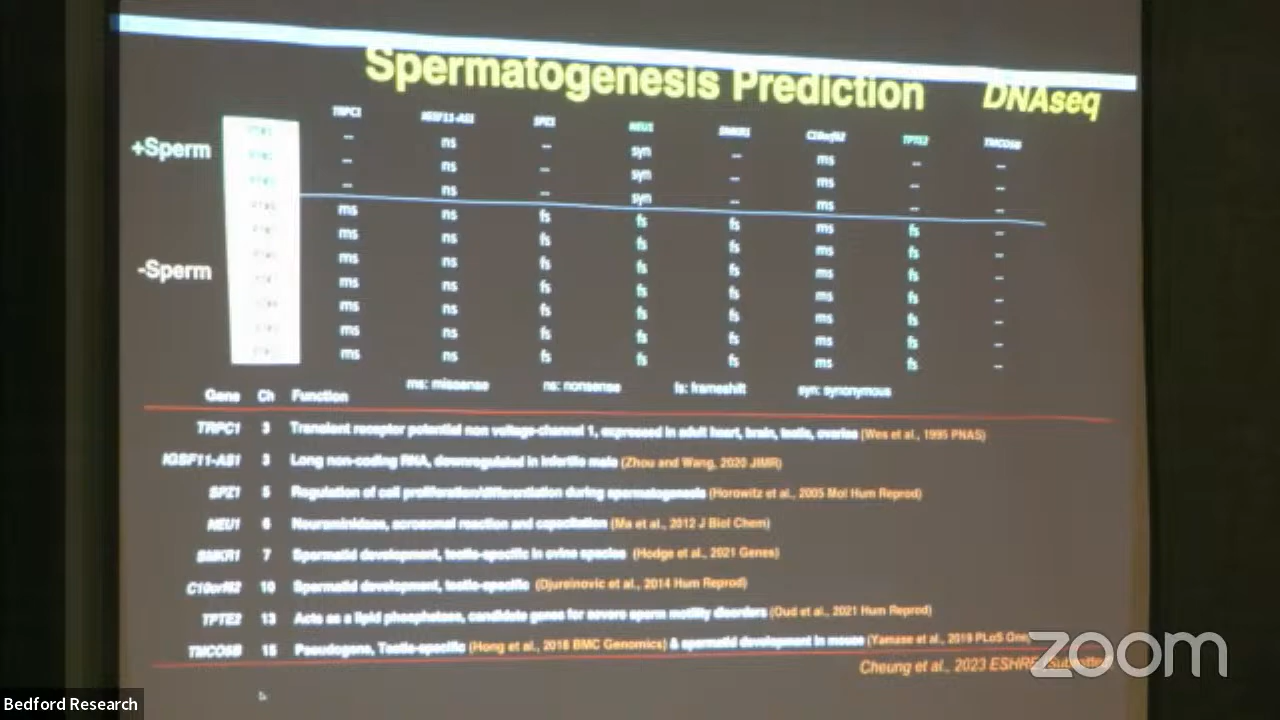 Spermatogenesis Prediction DNAseq
TRPC1 IGSF11-AS1 SPZ1 NEU1 SMKR1 C10orf62 TPTE2 TMCO5B
+Sperm
-- ns -- syn -- ms -- --
-- ns -- syn -- ms -- --
-- ns -- syn -- ms -- --
ms ns fs fs fs ms fs --
-Sperm
ms ns fs fs fs ms fs --
ms ns fs fs fs ms fs --
ms ns fs fs fs ms fs --
ms ns fs fs fs ms fs --
ms ns fs fs fs ms fs --
ms ns fs fs fs ms fs --
ms: missense ns: nonsense fs: frameshift syn: synonymous
Gene Ch Function
TRPC1 3 Transient receptor potential non voltage-channel 1, expressed in adult heart, brain, testis, ovaries (Wes et al., 1995 PNAS)
IGSF11-AS1 3 Long non-coding RNA, downregulated in infertile male (Zhou and Wang, 2020 JIMR)
SPZ1 5 Regulation of cell proliferation/differentiation during spermatogenesis (Horowitz et al., 2005 Mol Hum Reprod)
NEU1 6 Neuraminidase, acrosomal reaction and capacitation (Ma et al., 2012 J Biol Chem)
SMKR1 7 Spermatid development, testis-specific in ovine species (Hodge et al., 2021 Genes)
C10orf62 10 Spermatid development, testis-specific (Djureinovic et al., 2014 Hum Reprod)
TPTE2 13 Acts as a lipid phosphatase, candidate genes for severe sperm motility disorders (Oud et al., 2021 Hum Reprod)
TMCO5B 15 Pseudogene, Testis-specific (Hong et al., 2018 BMC Genomics) & spermatid development in mouse (Yamase et al., 2019 PLoS One
Cheung et al., 2023 ESHRE (Submitted)
zoom
Bedford Research